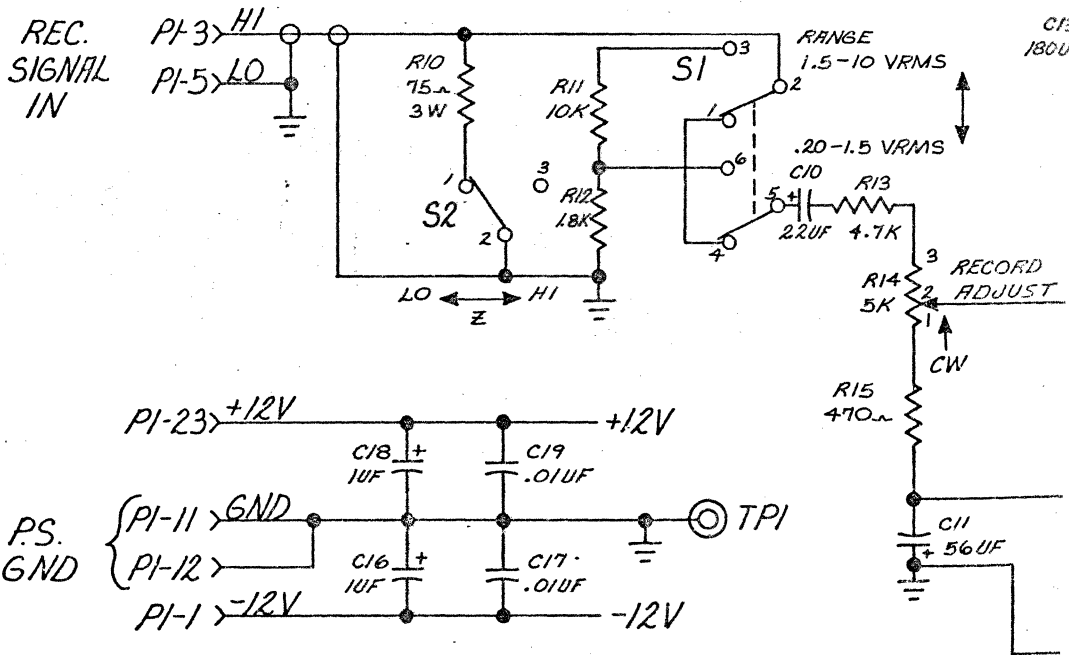 REC.
SIGNAL
IN
P1-3
HI
P1-5
LO
R10
75Ω
3W
1
S2
2
3
LO
HI
Z
R11
10K
R12
1.8K
3
S1
2
1
6
5
4
RANGE
1.5-10 VRMS
.20-1.5 VRMS
C10
+
22UF
R13
4.7K
R14
5K
3
2
1
RECORD
ADJUST
CW
R15
470Ω
C11
+ 56UF
P1-23
+12V
+12V
C18
+
1UF
C19
.01UF
P.S.
GND
P1-11
GND
P1-12
TP1
C16
+
1UF
C17
.01UF
P1-1
-12V
-12V